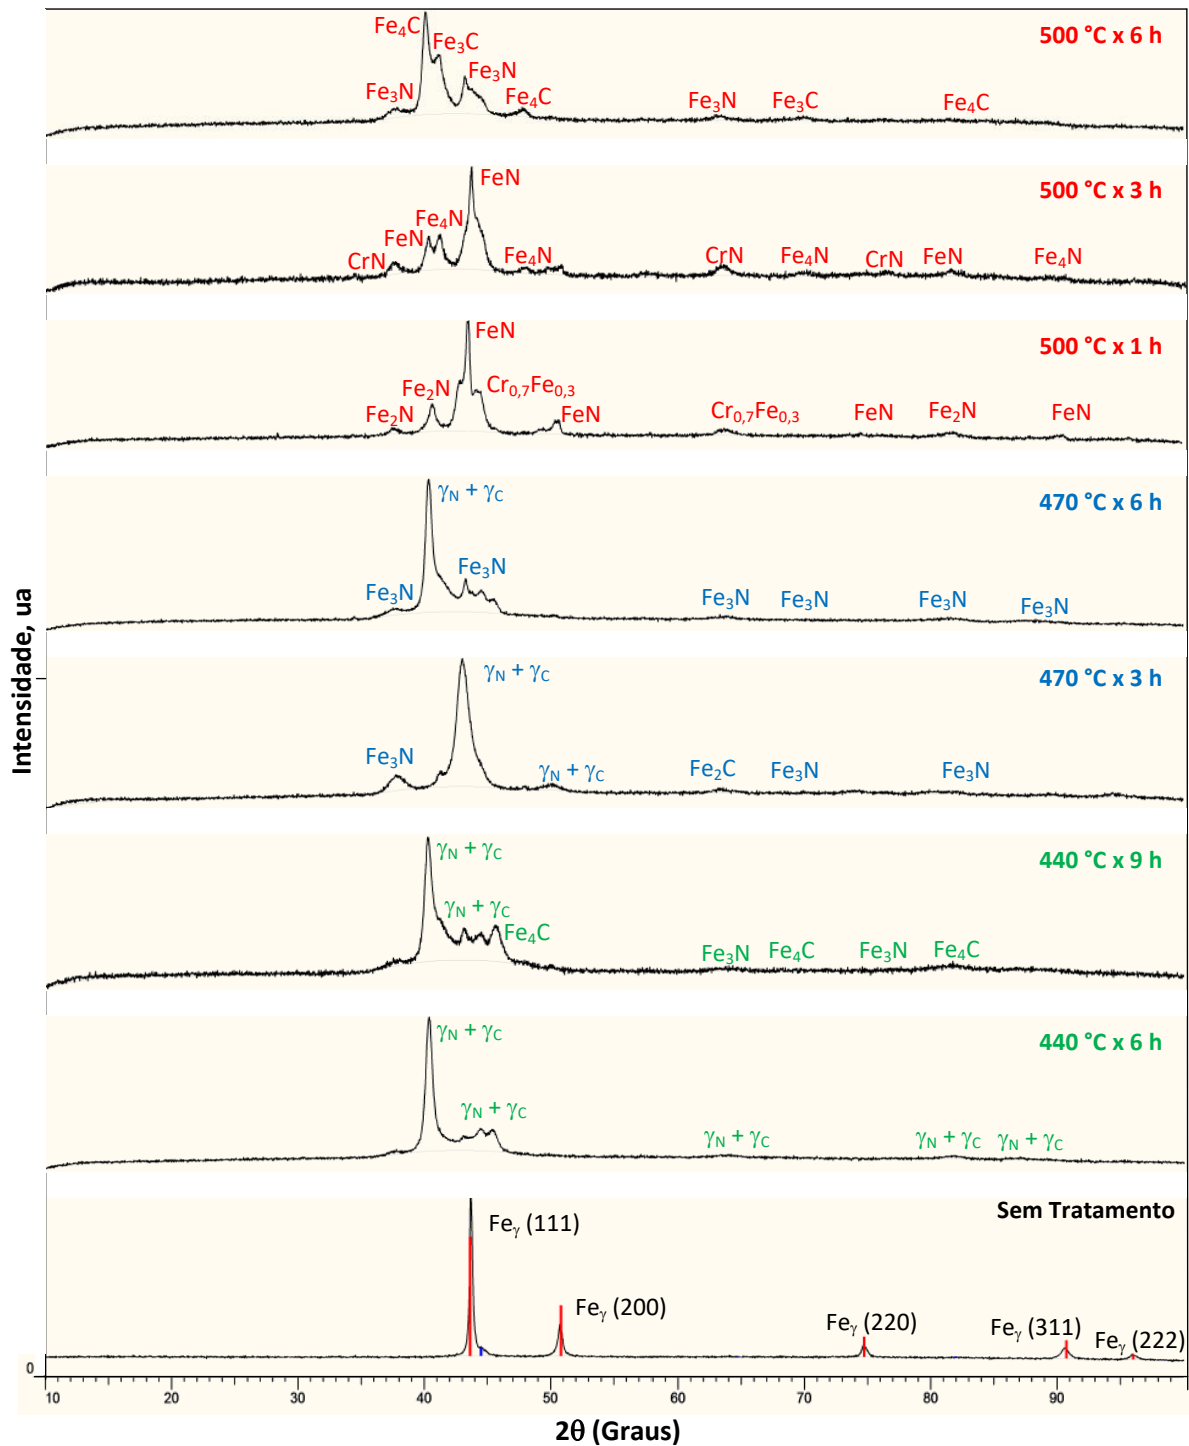 500 °C x 6 h
Fe₄C
Fe₃C
Fe₃N
Fe₃N
Fe₄C
Fe₃N
Fe₃C
Fe₄C
500 °C x 3 h
FeN
Fe₄N
FeN
CrN
Fe₄N
CrN
Fe₄N
CrN
FeN
Fe₄N
500 °C x 1 h
FeN
Fe₂N
Cr₀,₇Fe₀,₃
Fe₂N
FeN
Cr₀,₇Fe₀,₃
FeN
Fe₂N
FeN
470 °C x 6 h
γN + γC
Fe₃N
Fe₃N
Fe₃N
Fe₃N
Fe₃N
Fe₃N
470 °C x 3 h
γN + γC
Fe₃N
γN + γC
Fe₂C
Fe₃N
Fe₃N
440 °C x 9 h
γN + γC
γN + γC
Fe₄C
Fe₃N
Fe₄C
Fe₃N
Fe₄C
440 °C x 6 h
γN + γC
γN + γC
γN + γC
γN + γC
γN + γC
Sem Tratamento
Feγ (111)
Feγ (200)
Feγ (220)
Feγ (311)
Feγ (222)
Intensidade, ua
0
10 20 30 40 50 60 70 80 90
2θ (Graus)